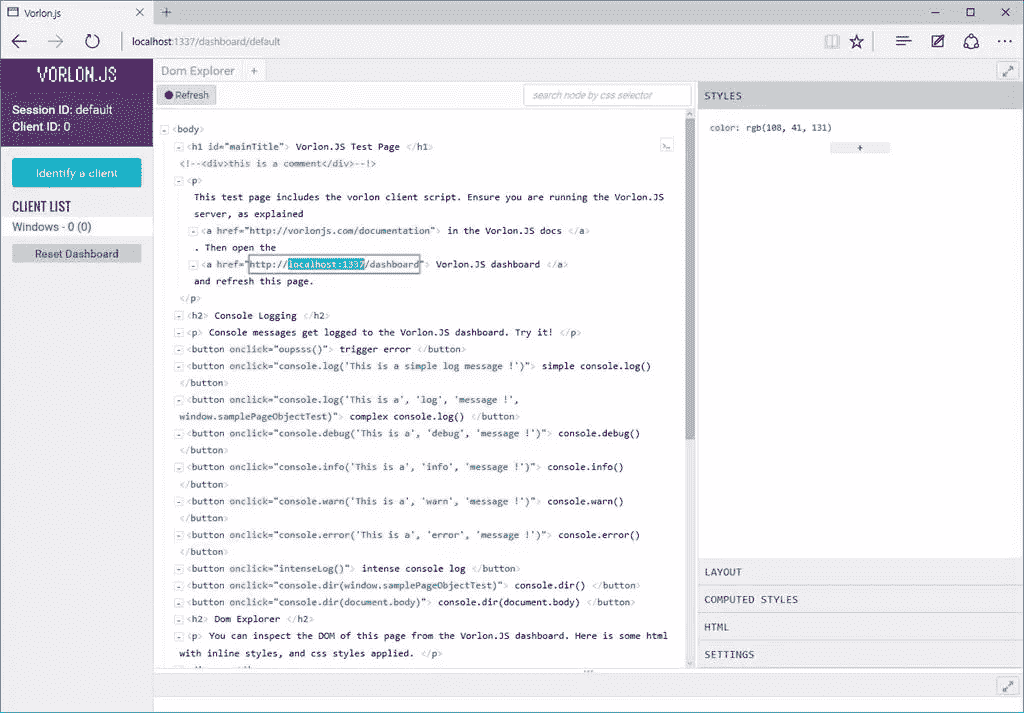 Vorlon.js
localhost:1337/dashboard/default
VORLON.JS
Session ID: default
Client ID: 0
Identify a client
CLIENT LIST
Windows - 0 (0)
Reset Dashboard
Dom Explorer +
Refresh
search node by css selector
<body>
<h1 id="mainTitle"> Vorlon.JS Test Page </h1>
<!--<div>this is a comment</div>--!>
<p>
This test page includes the vorlon client script. Ensure you are running the Vorlon.JS
server, as explained
<a href="http://vorlonjs.com/documentation"> in the Vorlon.JS docs </a>
. Then open the
<a href="http://localhost:1337/dashboard"> Vorlon.JS dashboard </a>
and refresh this page.
</p>
<h2> Console Logging </h2>
<p> Console messages get logged to the Vorlon.JS dashboard. Try it! </p>
<button onclick="oupsss()"> trigger error </button>
<button onclick="console.log('This is a simple log message !')"> simple console.log()
</button>
<button onclick="console.log('This is a', 'log', 'message !',
window.samplePageObjectTest)"> complex console.log() </button>
<button onclick="console.debug('This is a', 'debug', 'message !')"> console.debug()
</button>
<button onclick="console.info('This is a', 'info', 'message !')"> console.info()
</button>
<button onclick="console.warn('This is a', 'warn', 'message !')"> console.warn()
</button>
<button onclick="console.error('This is a', 'error', 'message !')"> console.error()
</button>
<button onclick="intenseLog()"> intense console log </button>
<button onclick="console.dir(window.samplePageObjectTest)"> console.dir() </button>
<button onclick="console.dir(document.body)"> console.dir(document.body) </button>
<h2> Dom Explorer </h2>
<p> You can inspect the DOM of this page from the Vorlon.JS dashboard. Here is some html
with inline styles, and css styles applied. </p>
STYLES
color: rgb(108, 41, 131)
+
LAYOUT
COMPUTED STYLES
HTML
SETTINGS